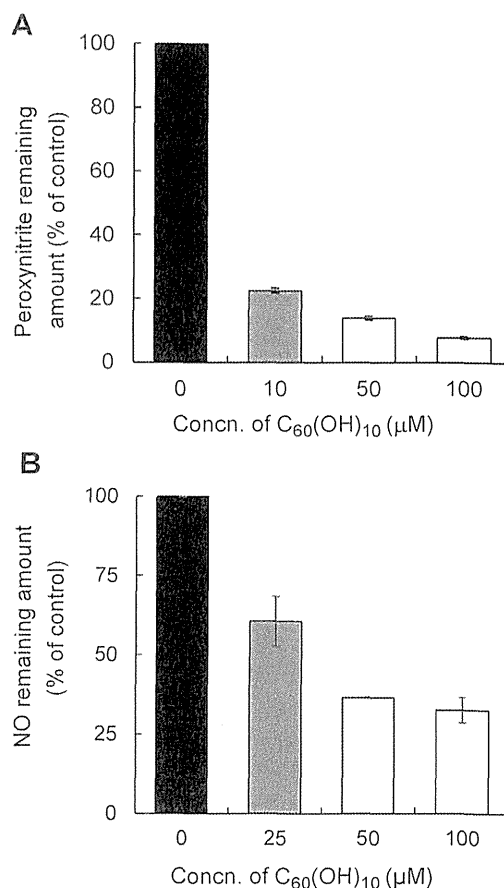 A
Peroxynitrite remaining
amount (% of control)
100
80
60
40
20
0
0 10 50 100
Concn. of C60(OH)10 (μM)
B
NO remaining amount
(% of control)
100
75
50
25
0
0 25 50 100
Concn. of C60(OH)10 (μM)